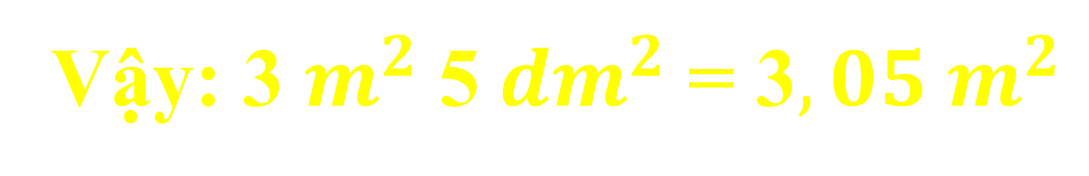 Vậy: 3 m² 5 dm² = 3, 05 m²